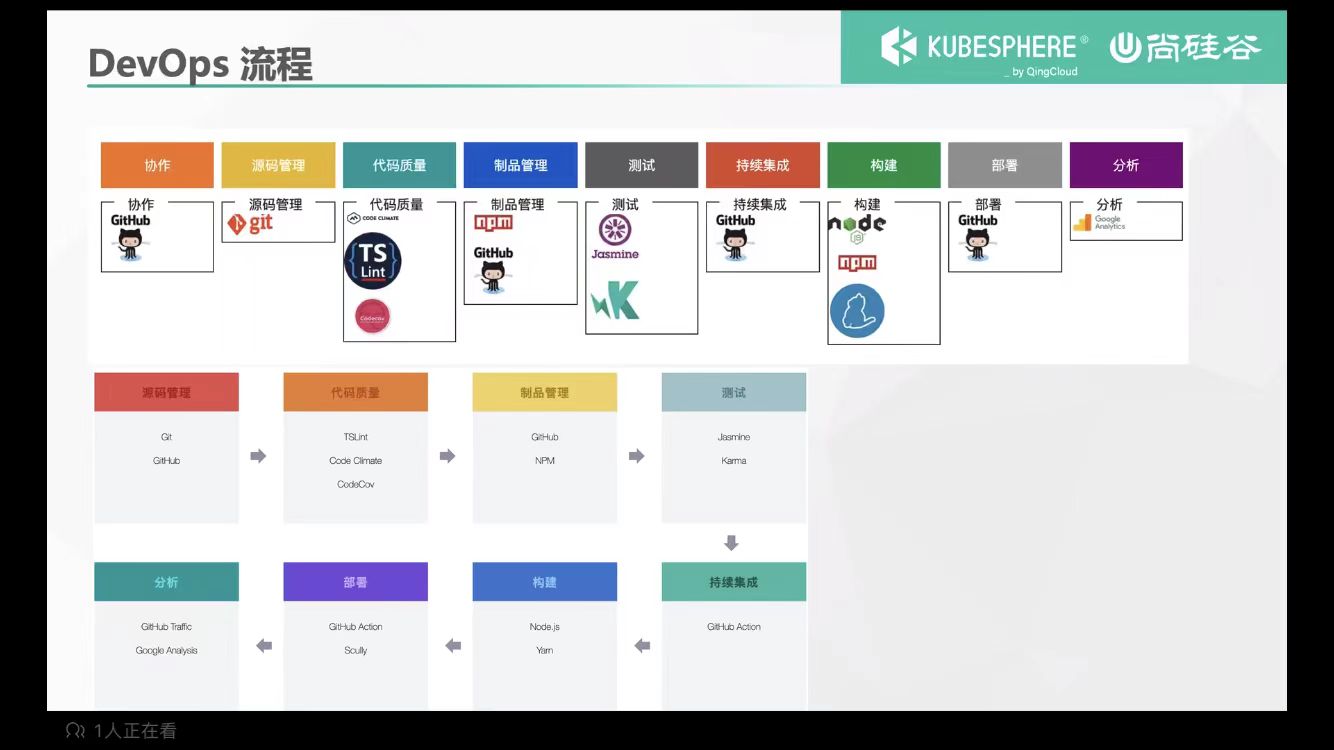 DevOps 流程
KUBESPHERE®
_ by QingCloud
尚硅谷
协作
源码管理
代码质量
制品管理
测试
持续集成
构建
部署
分析
协作
GitHub
源码管理
git
代码质量
CODE CLIMATE
TS
Lint
Codecov
制品管理
npm
GitHub
测试
Jasmine
持续集成
GitHub
构建
node
JS
npm
部署
GitHub
分析
Google
Analytics
源码管理
Git
GitHub
代码质量
TSLint
Code Climate
CodeCov
制品管理
GitHub
NPM
测试
Jasmine
Karma
分析
GitHub Traffic
Google Analysis
部署
GitHub Action
Scully
构建
Node.js
Yarn
持续集成
GitHub Action
1人正在看